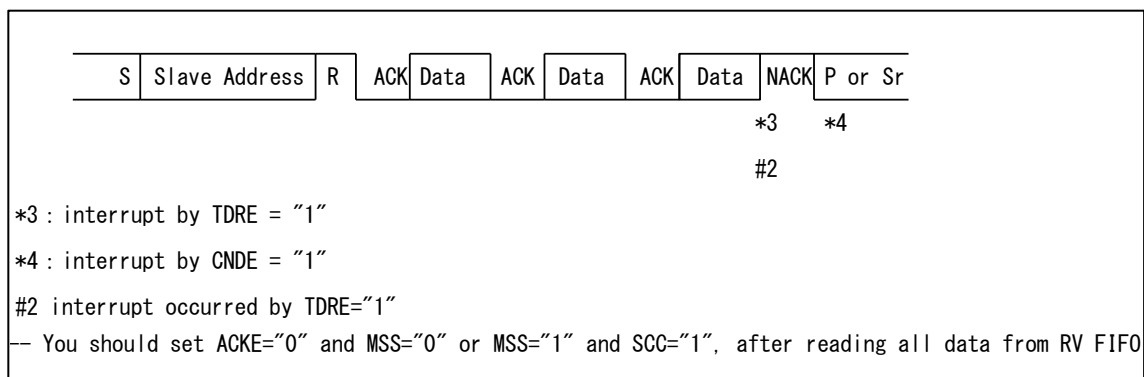 S Slave Address R ACK Data ACK Data ACK Data NACK P or Sr
*3 *4
#2
*3 : interrupt by TDRE = "1"
*4 : interrupt by CNDE = "1"
#2 interrupt occurred by TDRE="1"
-- You should set ACKE="0" and MSS="0" or MSS="1" and SCC="1", after reading all data from RV FIFO